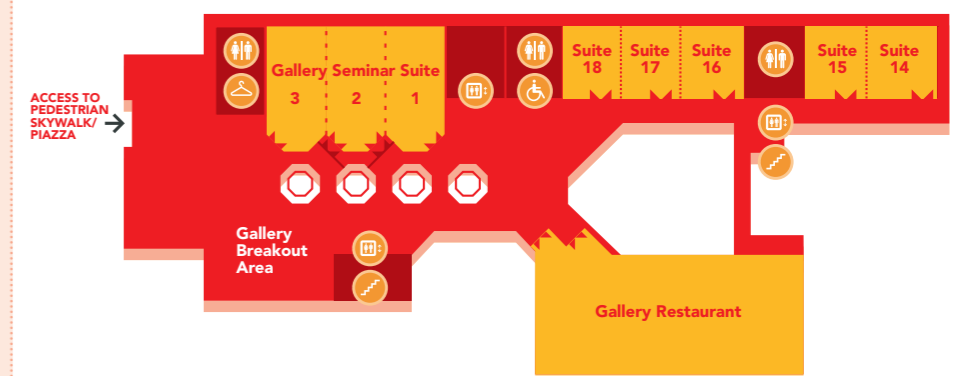 ACCESS TO
PEDESTRIAN
SKYWALK/
PIAZZA
Gallery Seminar Suite
3 2 1
Suite
18
Suite
17
Suite
16
Suite
15
Suite
14
Gallery
Breakout
Area
Gallery Restaurant